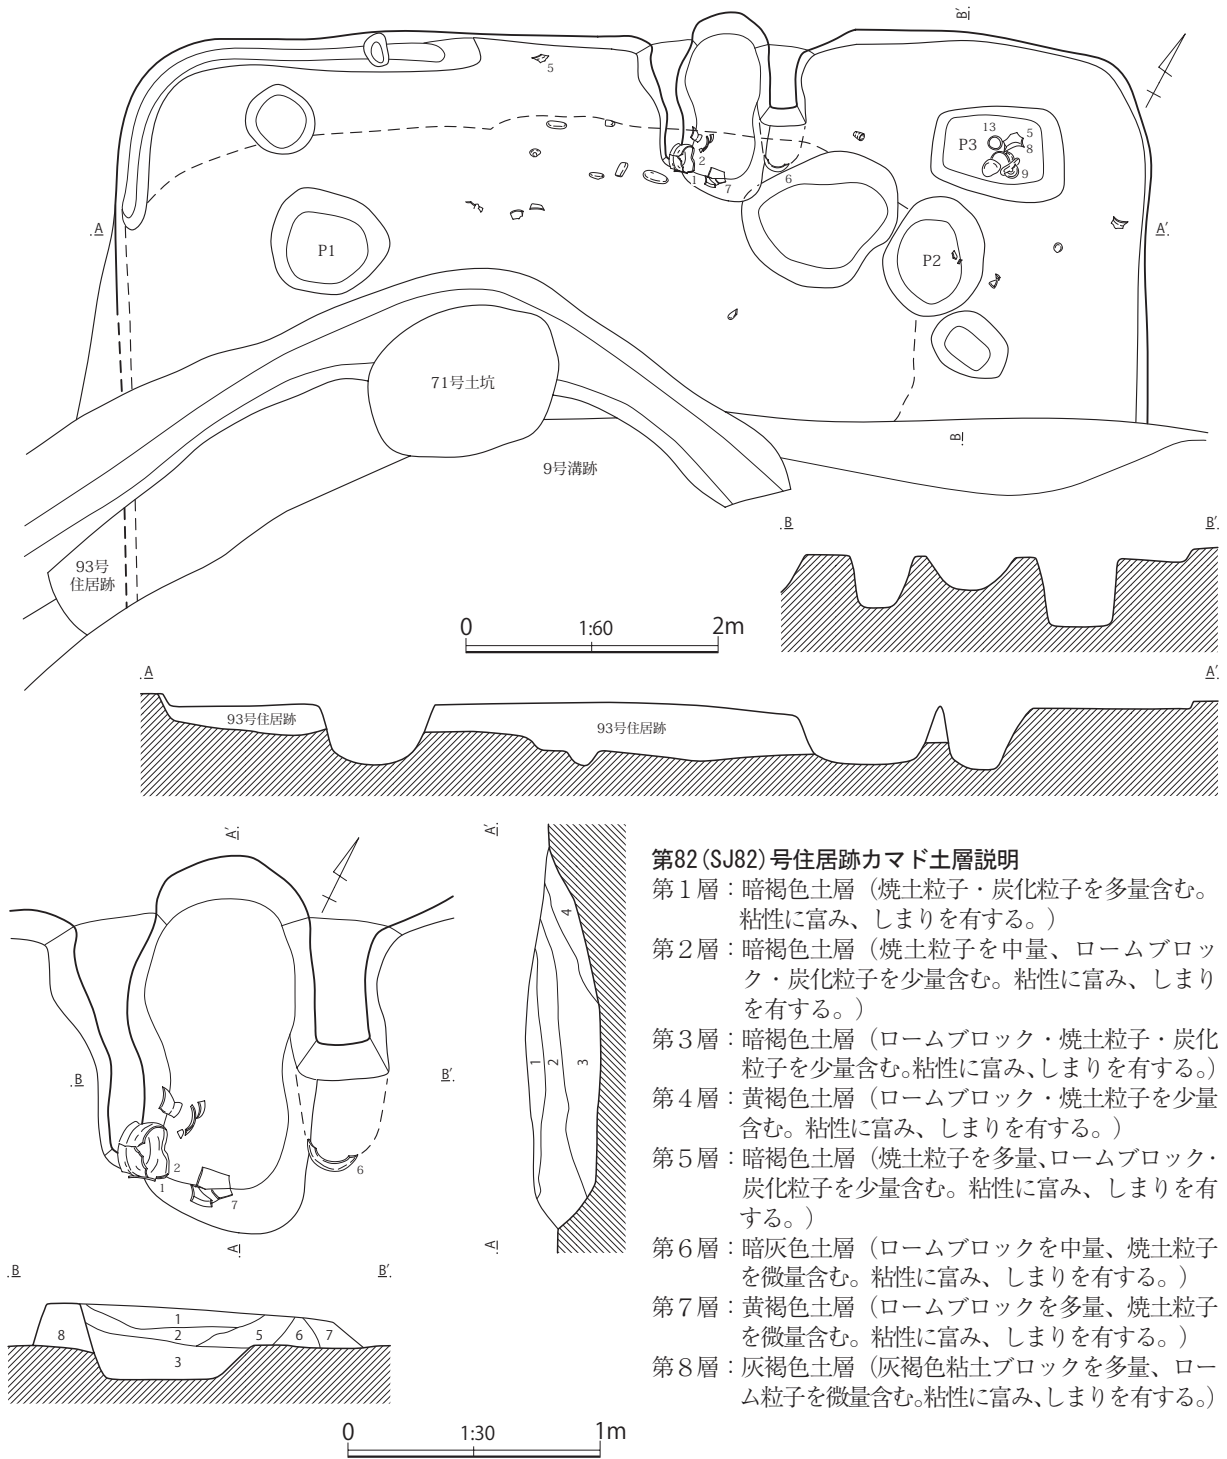 B′
5
13
5
P3
8
9
2
1
7
6
A
A′
P1
P2
71号土坑
B
9号溝跡
B
B′
93号
住居跡
0
1:60
2m
A
A′
93号住居跡
93号住居跡
A′
A′
4
1
2
3
B
B′
2
1
7
6
A
A
B
B′
1
2
3
5
6
7
8
0
1:30
1m
第82(SJ82)号住居跡カマド土層説明
第1層：暗褐色土層（焼土粒子・炭化粒子を多量含む。
粘性に富み、しまりを有する。）
第2層：暗褐色土層（焼土粒子を中量、ロームブロッ
ク・炭化粒子を少量含む。粘性に富み、しまり
を有する。）
第3層：暗褐色土層（ロームブロック・焼土粒子・炭化
粒子を少量含む。粘性に富み、しまりを有する。）
第4層：黄褐色土層（ロームブロック・焼土粒子を少量
含む。粘性に富み、しまりを有する。）
第5層：暗褐色土層（焼土粒子を多量、ロームブロック・
炭化粒子を少量含む。粘性に富み、しまりを有
する。）
第6層：暗灰色土層（ロームブロックを中量、焼土粒子
を微量含む。粘性に富み、しまりを有する。）
第7層：黄褐色土層（ロームブロックを多量、焼土粒子
を微量含む。粘性に富み、しまりを有する。）
第8層：灰褐色土層（灰褐色粘土ブロックを多量、ロー
ム粒子を微量含む。粘性に富み、しまりを有する。）